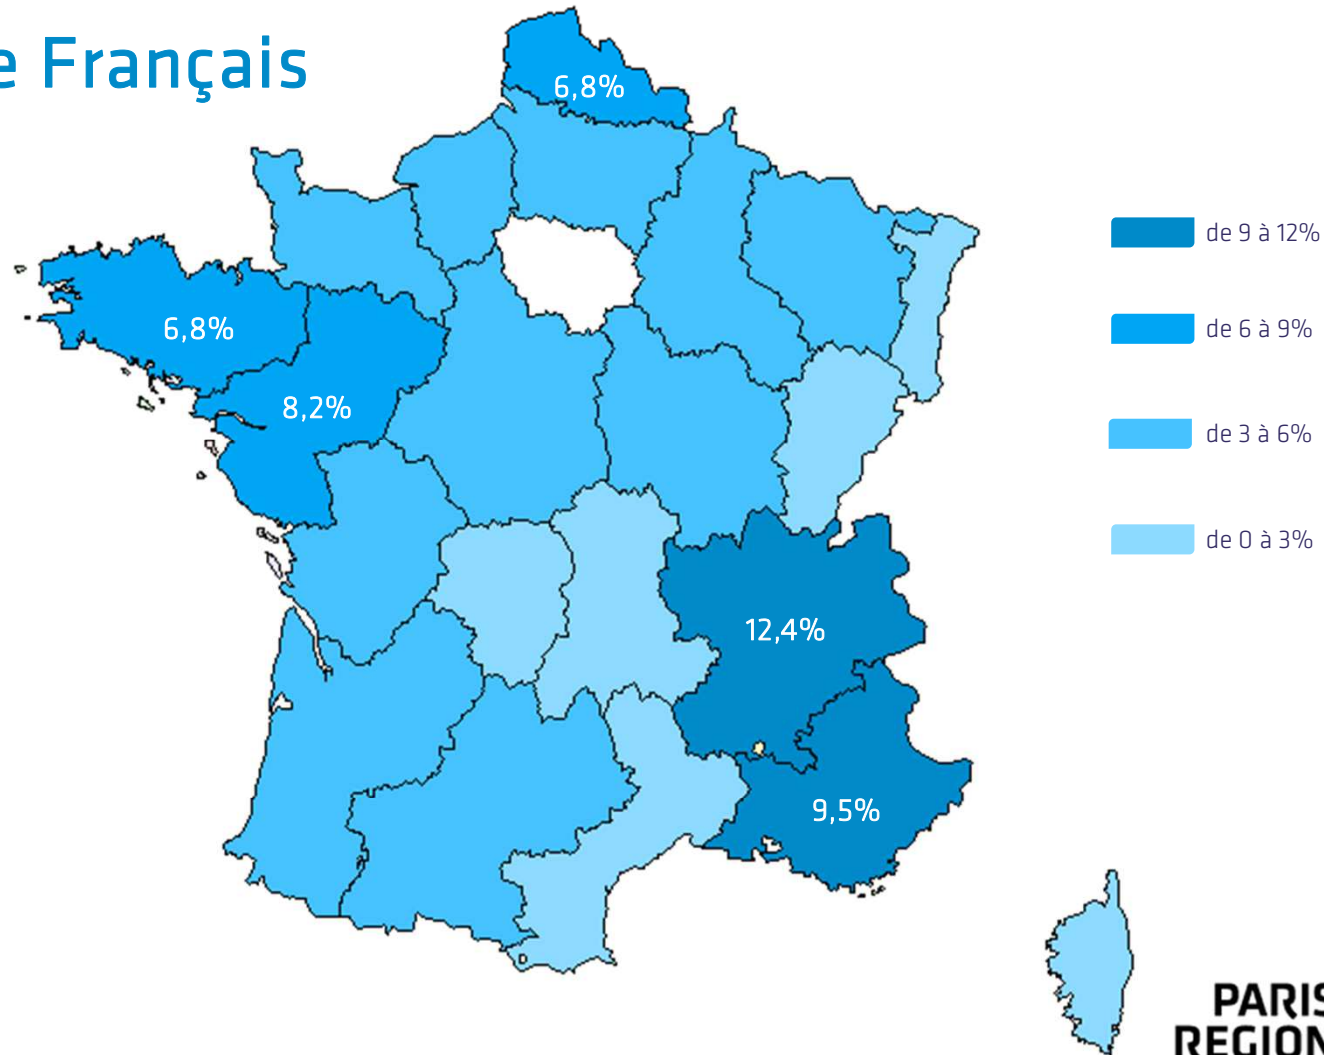 e Français
6,8%
6,8%
8,2%
12,4%
9,5%
de 9 à 12%
de 6 à 9%
de 3 à 6%
de 0 à 3%
PARIS
REGION